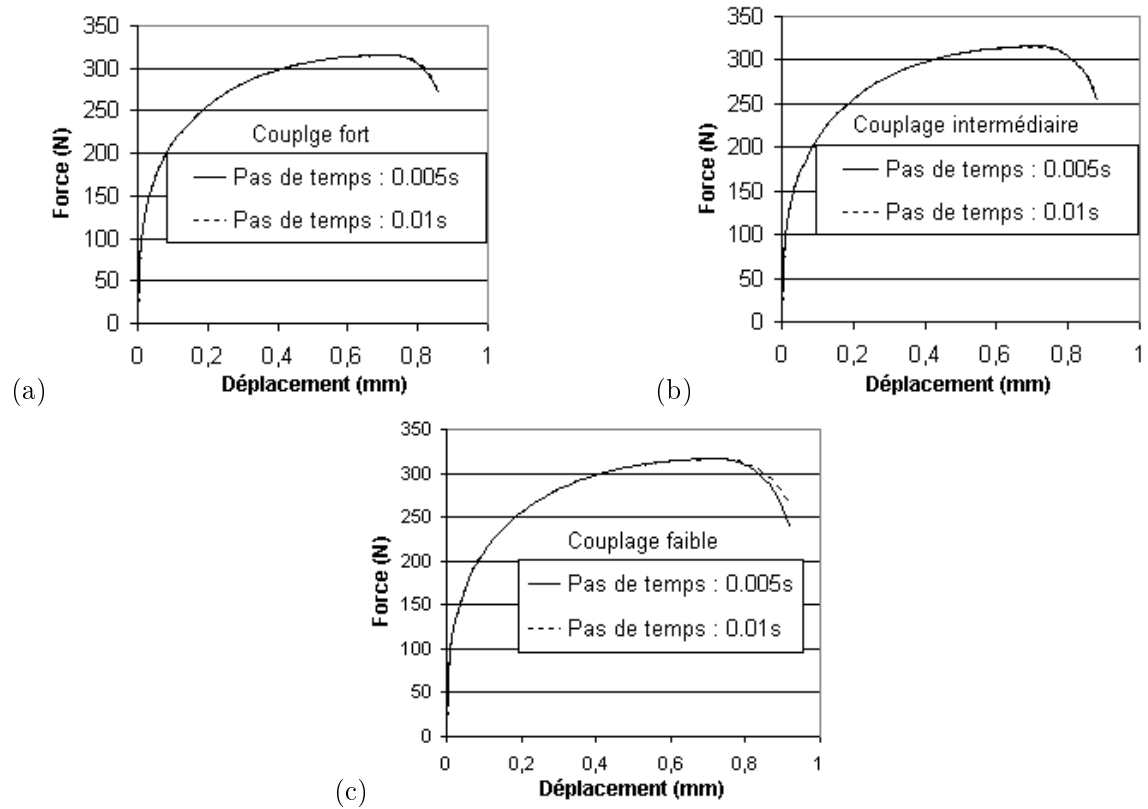 350
300
250
200
150
100
50
0
Force (N)
Couplge fort
Pas de temps : 0.005s
Pas de temps : 0.01s
0 0,2 0,4 0,6 0,8 1
Déplacement (mm)
(a)
350
300
250
200
150
100
50
0
Force (N)
Couplage intermédiaire
Pas de temps : 0.005s
Pas de temps : 0.01s
0 0,2 0,4 0,6 0,8 1
Déplacement (mm)
(b)
350
300
250
200
150
100
50
0
Force (N)
Couplage faible
Pas de temps : 0.005s
Pas de temps : 0.01s
0 0,2 0,4 0,6 0,8 1
Déplacement (mm)
(c)